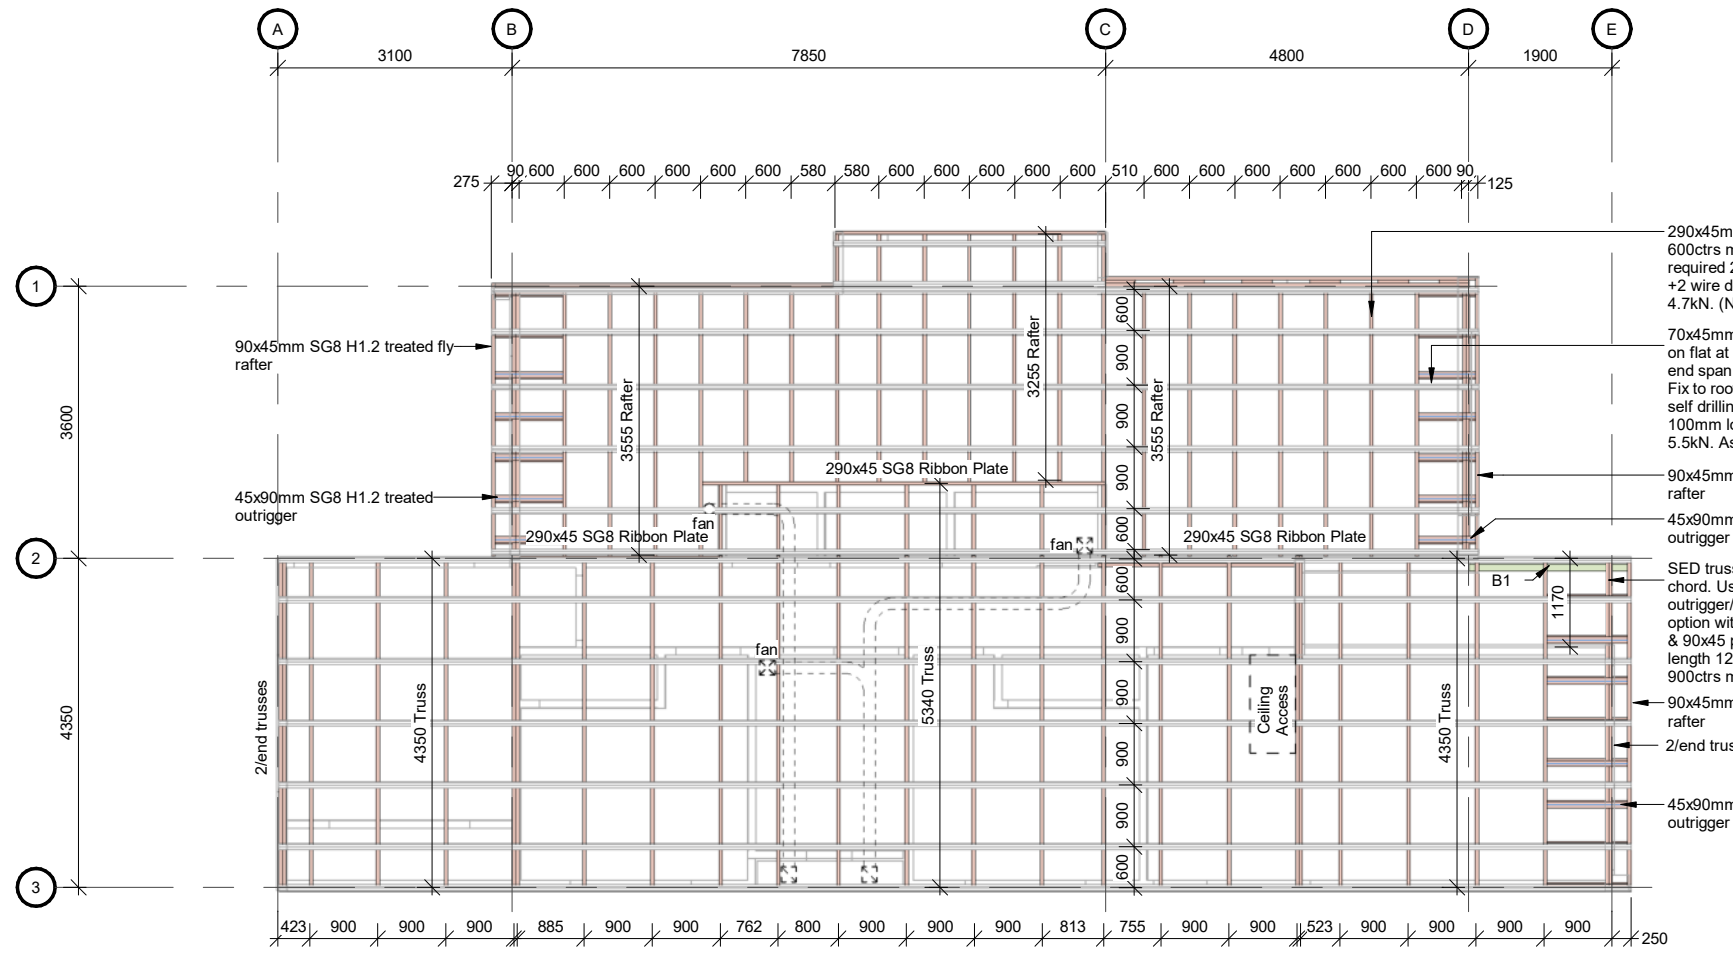 A
B
C
D
E
3100
7850
4800
1900
275
90 600 600 600 600 600 600 580 580 600 600 600 600 600 510 600 600 600 600 600 600 600 90
125
1
2
3
3600
4350
90x45mm SG8 H1.2 treated fly
rafter
45x90mm SG8 H1.2 treated
outrigger
3555 Rafter
3255 Rafter
3555 Rafter
600
900
900
900
600
290x45 SG8 Ribbon Plate
290x45 SG8 Ribbon Plate
290x45 SG8 Ribbon Plate
fan
fan
fan
600
900
900
900
900
600
2/end trusses
4350 Truss
5340 Truss
4350 Truss
Ceiling
Access
B1
1170
290x45m
600ctrs m
required 2
+2 wire d
4.7kN. (N
70x45mm
on flat at
end span
Fix to roo
self drillin
100mm lo
5.5kN. As
90x45mm
rafter
45x90mm
outrigger
SED truss
chord. Us
outrigger/
option wit
& 90x45 p
length 12
900ctrs m
90x45mm
rafter
2/end trus
45x90mm
outrigger
423 900 900 900 885 900 900 762 800 900 900 900 813 755 900 900 523 900 900 900 900
250